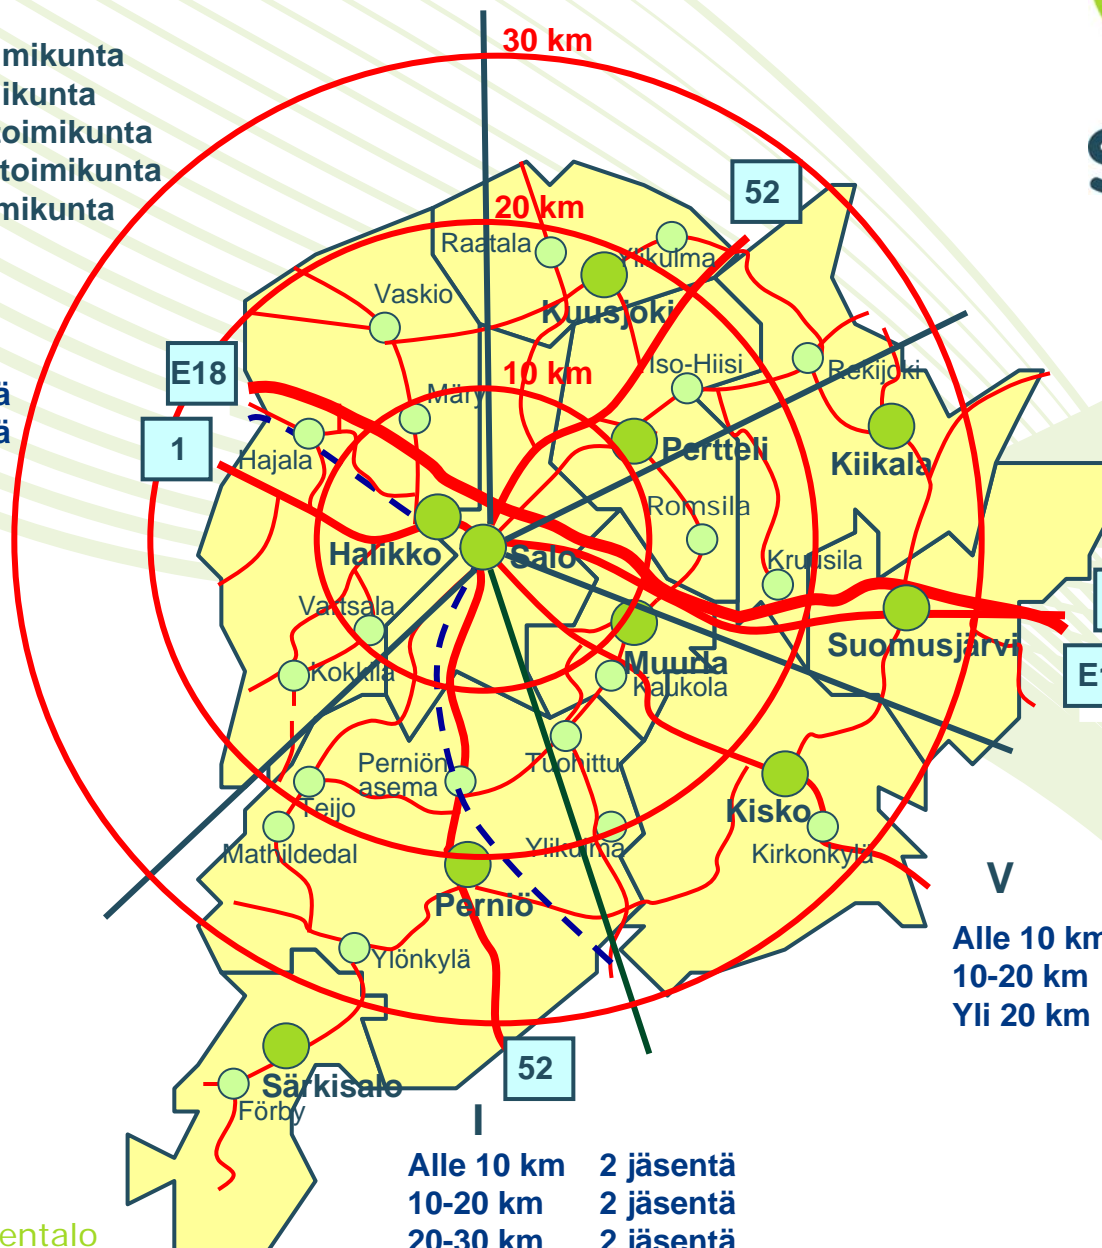 30 km
mikunta
ikunta
toimikunta
toimikunta
mikunta
S
52
20 km
Raatala
Ylikulma
Vaskio
Kuusjoki
E18
10 km
Iso-Hiisi
Rekijoki
ä
Märy
ä
1
Hajala
Pertteli
Kiikala
Romsila
Halikko
Salo
Kruusila
Vartsala
Suomusjärvi
Muurla
Kokkila
Kaukola
E1
Perniön
asema
Tuohittu
Teijo
Kisko
Mathildedal
Ylikulma
Kirkonkylä
V
Perniö
Alle 10 km
Ylönkylä
10-20 km
Yli 20 km
52
Särkisalo
Förby
I
Alle 10 km 2 jäsentä
10-20 km 2 jäsentä
20-30 km 2 jäsentä
entalo